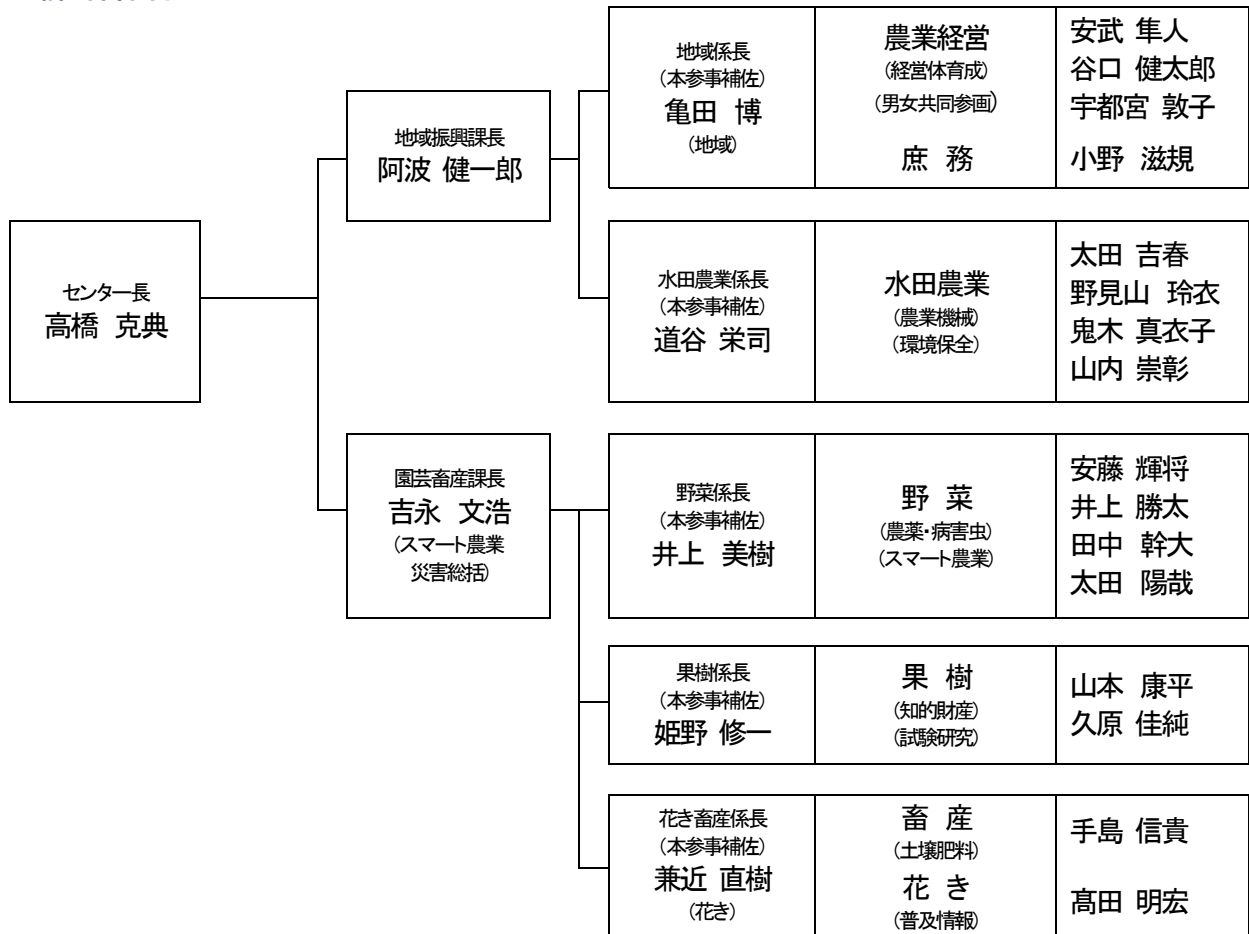 センター長
高橋 克典
地域振興課長
阿波 健一郎
地域係長
(本参事補佐)
亀田 博
(地域)
農業経営
(経営体育成)
(男女共同参画)
庶 務
安武 隼人
谷口 健太郎
宇都宮 敦子
小野 滋規
水田農業係長
(本参事補佐)
道谷 栄司
水田農業
(農業機械)
(環境保全)
太田 吉春
野見山 玲衣
鬼木 真衣子
山内 崇彰
園芸畜産課長
吉永 文浩
(スマート農業
災害総括)
野菜係長
(本参事補佐)
井上 美樹
野 菜
(農薬・病害虫)
(スマート農業)
安藤 輝将
井上 勝太
田中 幹大
太田 陽哉
果樹係長
(本参事補佐)
姫野 修一
果 樹
(知的財産)
(試験研究)
山本 康平
久原 佳純
花き畜産係長
(本参事補佐)
兼近 直樹
(花き)
畜 産
(土壌肥料)
花 き
(普及情報)
手島 信貴
髙田 明宏